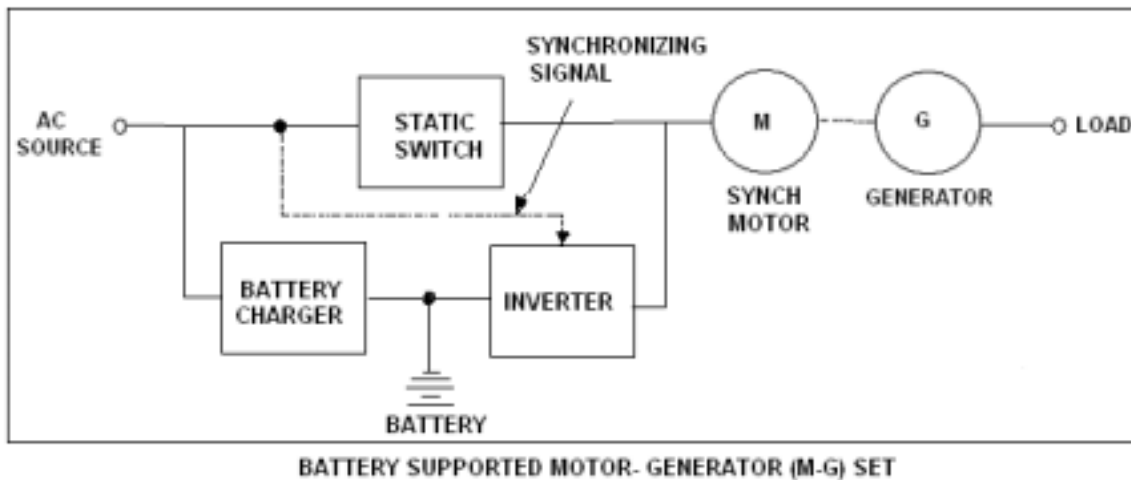 SYNCHRONIZING
SIGNAL
AC
SOURCE
STATIC
SWITCH
M
G
LOAD
SYNCH
MOTOR
GENERATOR
BATTERY
CHARGER
INVERTER
BATTERY
BATTERY SUPPORTED MOTOR- GENERATOR (M-G) SET